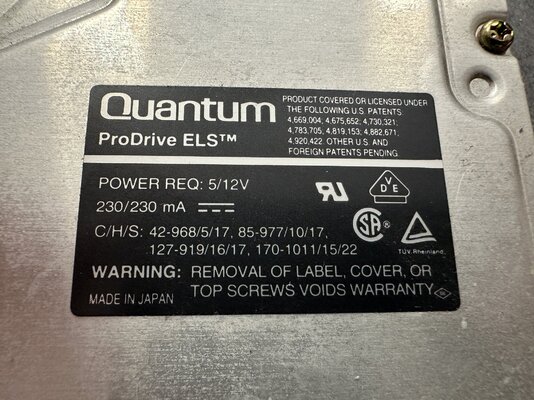 Quantum
ProDrive ELS™
PRODUCT COVERED OR LICENSED UNDER
THE FOLLOWING U.S. PATENTS:
4,669,004; 4,675,652; 4,730,321;
4,783,705, 4,819,153; 4,882,671,
4,920,422. OTHER U.S. AND
FOREIGN PATENTS PENDING.
POWER REQ: 5/12V
230/230 mA
C/H/S: 42-968/5/17, 85-977/10/17,
127-919/16/17, 170-1011/15/22
VDE
SA
TÜV Rheinland
WARNING: REMOVAL OF LABEL, COVER, OR
TOP SCREWS VOIDS WARRANTY
MADE IN JAPAN